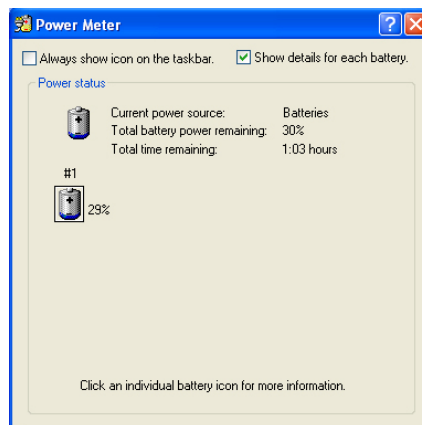 Power Meter
Always show icon on the taskbar. Show details for each battery.
Power status
Current power source: Batteries
Total battery power remaining: 30%
Total time remaining: 1:03 hours
#1
29%
Click an individual battery icon for more information.